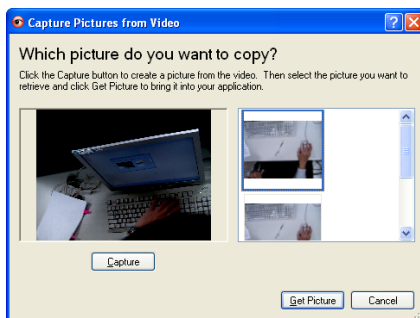 Capture Pictures from Video
Which picture do you want to copy?
Click the Capture button to create a picture from the video. Then select the picture you want to
retrieve and click Get Picture to bring it into your application.
Capture
Get Picture
Cancel